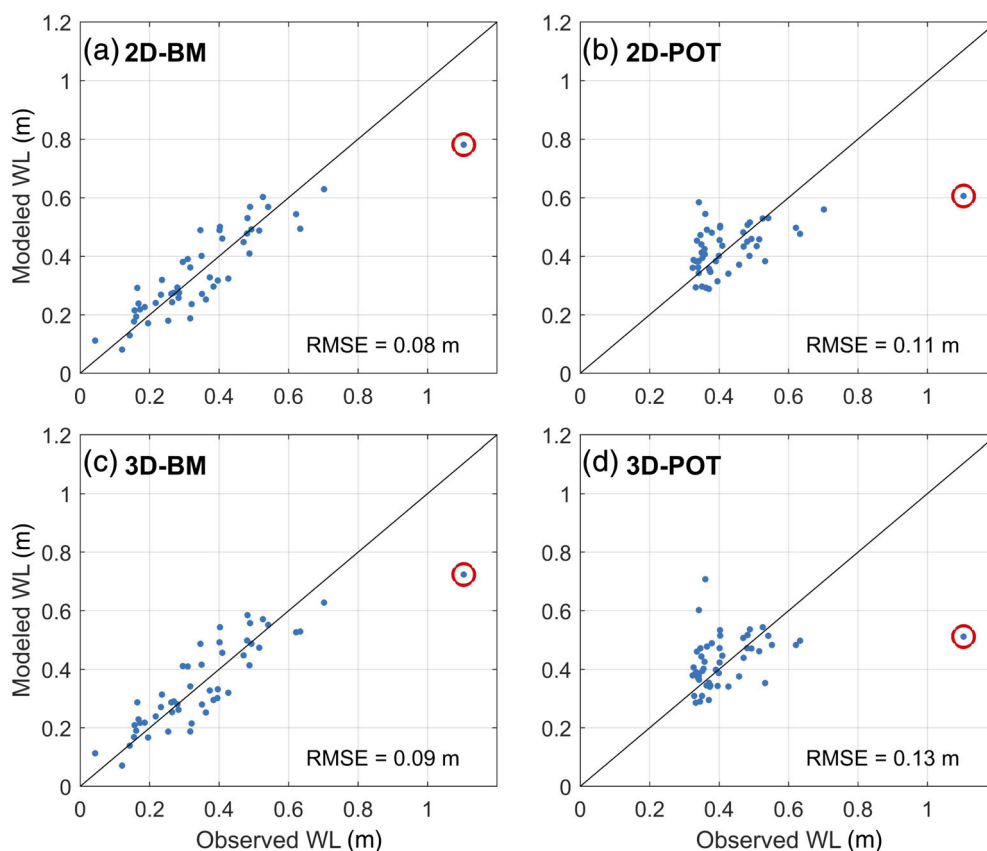 (a) 2D-BM
Modeled WL (m)
1.2
1
0.8
0.6
0.4
0.2
0
0 0.2 0.4 0.6 0.8 1
RMSE = 0.08 m
(b) 2D-POT
1.2
1
0.8
0.6
0.4
0.2
0
0 0.2 0.4 0.6 0.8 1
RMSE = 0.11 m
(c) 3D-BM
Modeled WL (m)
1.2
1
0.8
0.6
0.4
0.2
0
0 0.2 0.4 0.6 0.8 1
RMSE = 0.09 m
Observed WL (m)
(d) 3D-POT
1.2
1
0.8
0.6
0.4
0.2
0
0 0.2 0.4 0.6 0.8 1
RMSE = 0.13 m
Observed WL (m)